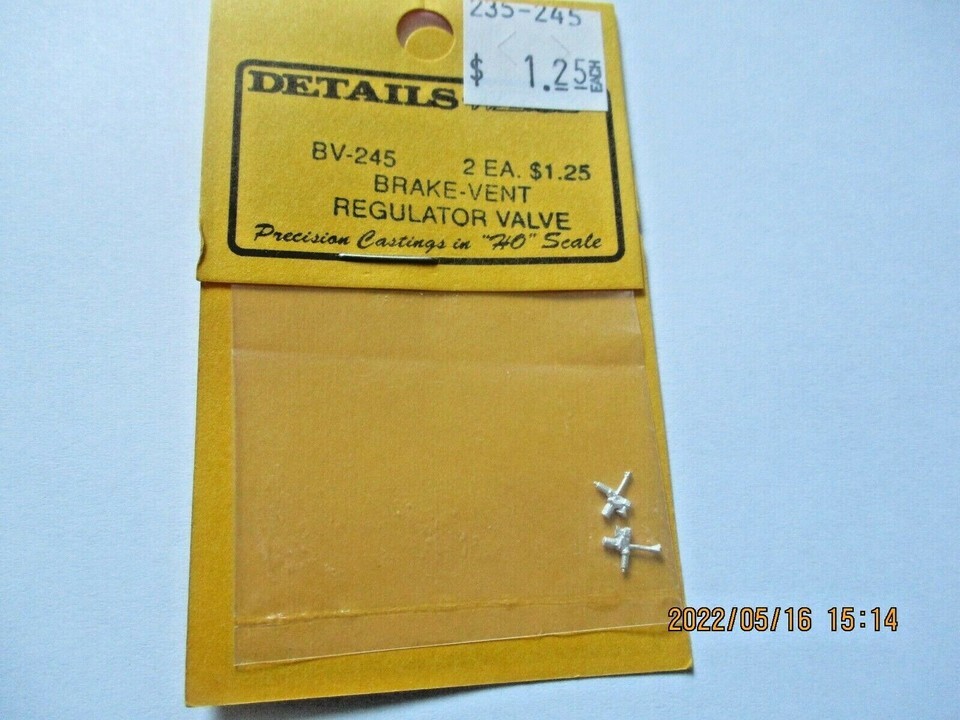 235-245
$ 1.25 EACH
DETAILS
BV-245 2 EA. $1.25
BRAKE-VENT
REGULATOR VALVE
Precision Castings in "HO" Scale
2022/05/16 15:14